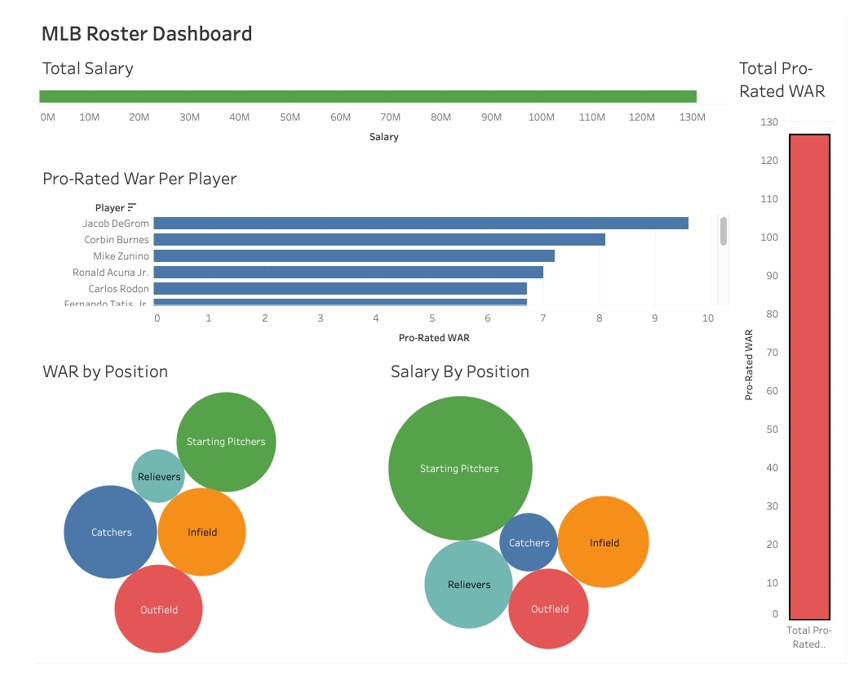 MLB Roster Dashboard
Total Salary
0M 10M 20M 30M 40M 50M 60M 70M 80M 90M 100M 110M 120M 130M
Salary
Pro-Rated War Per Player
Player
Jacob DeGrom
Corbin Burnes
Mike Zunino
Ronald Acuna Jr.
Carlos Rodon
Fernando Tatis, Jr.
0 1 2 3 4 5 6 7 8 9 10
Pro-Rated WAR
WAR by Position
Starting Pitchers
Relievers
Catchers
Infield
Outfield
Salary By Position
Starting Pitchers
Catchers
Infield
Relievers
Outfield
Total Pro-
Rated WAR
130
120
110
100
90
80
70
60
50
40
30
20
10
0
Pro-Rated WAR
Total Pro-
Rated..